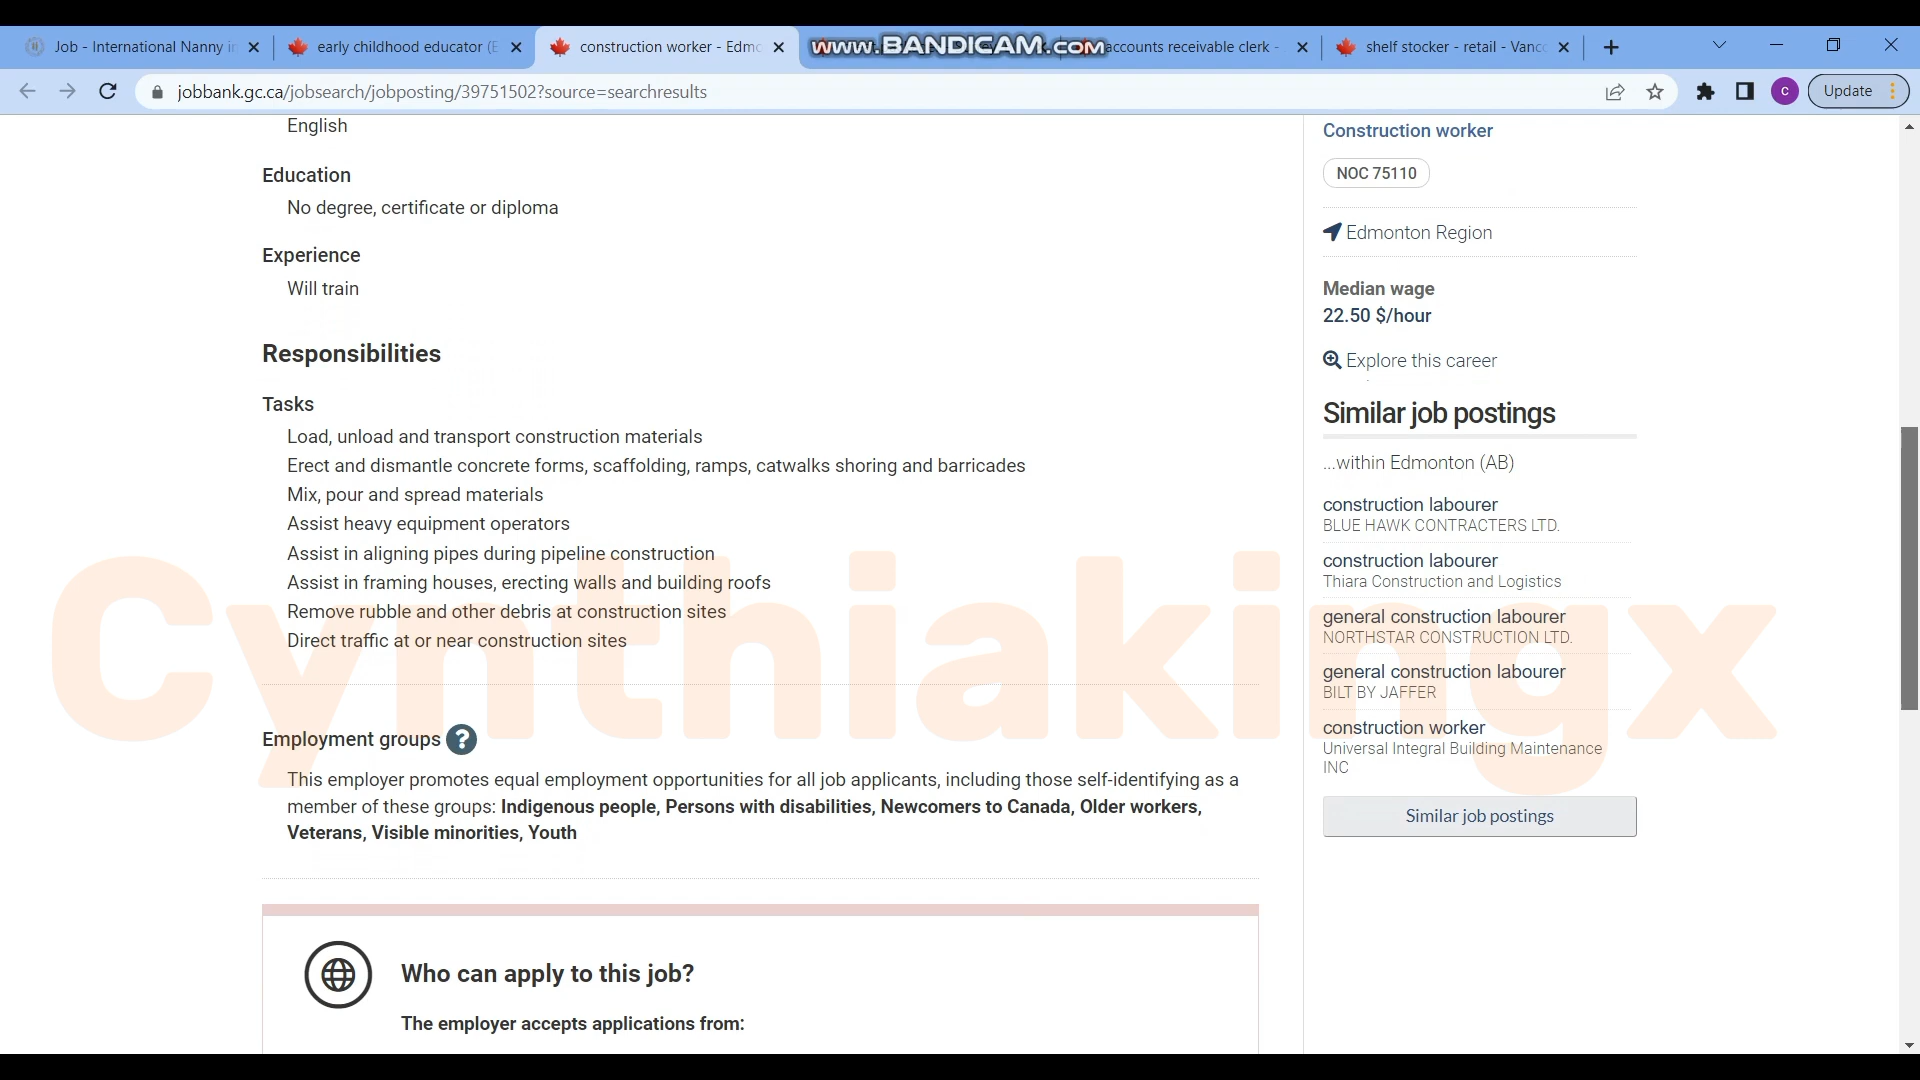 Job - International Nanny in
early childhood educator (E
construction worker - Edmo
www.BANDICAM.com
accounts receivable clerk -
shelf stocker - retail - Vanco
jobbank.gc.ca/jobsearch/jobposting/39751502?source=searchresults
C
Update
English
Education
No degree, certificate or diploma
Experience
Will train
Responsibilities
Tasks
Load, unload and transport construction materials
Erect and dismantle concrete forms, scaffolding, ramps, catwalks shoring and barricades
Mix, pour and spread materials
Assist heavy equipment operators
Assist in aligning pipes during pipeline construction
Assist in framing houses, erecting walls and building roofs
Remove rubble and other debris at construction sites
Direct traffic at or near construction sites
Cynthiakingx
Employment groups ?
This employer promotes equal employment opportunities for all job applicants, including those self-identifying as a
member of these groups: Indigenous people, Persons with disabilities, Newcomers to Canada, Older workers,
Veterans, Visible minorities, Youth
Who can apply to this job?
The employer accepts applications from:
Construction worker
NOC 75110
Edmonton Region
Median wage
22.50 $/hour
Explore this career
Similar job postings
...within Edmonton (AB)
construction labourer
BLUE HAWK CONTRACTERS LTD.
construction labourer
Thiara Construction and Logistics
general construction labourer
NORTHSTAR CONSTRUCTION LTD.
general construction labourer
BILT BY JAFFER
construction worker
Universal Integral Building Maintenance
INC
Similar job postings